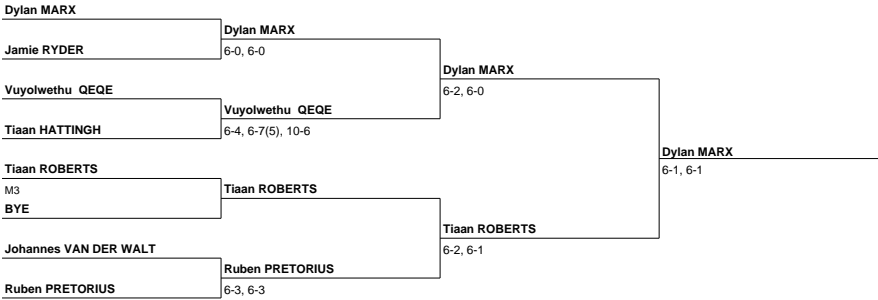 Dylan MARX
Jamie RYDER
Vuyolwethu  QEQE
Tiaan HATTINGH
Tiaan ROBERTS
M3
BYE
Johannes VAN DER WALT
Ruben PRETORIUS
Dylan MARX
6-0, 6-0
Vuyolwethu  QEQE
6-4, 6-7(5), 10-6
Tiaan ROBERTS
Ruben PRETORIUS
6-3, 6-3
Dylan MARX
6-2, 6-0
Tiaan ROBERTS
6-2, 6-1
Dylan MARX
6-1, 6-1